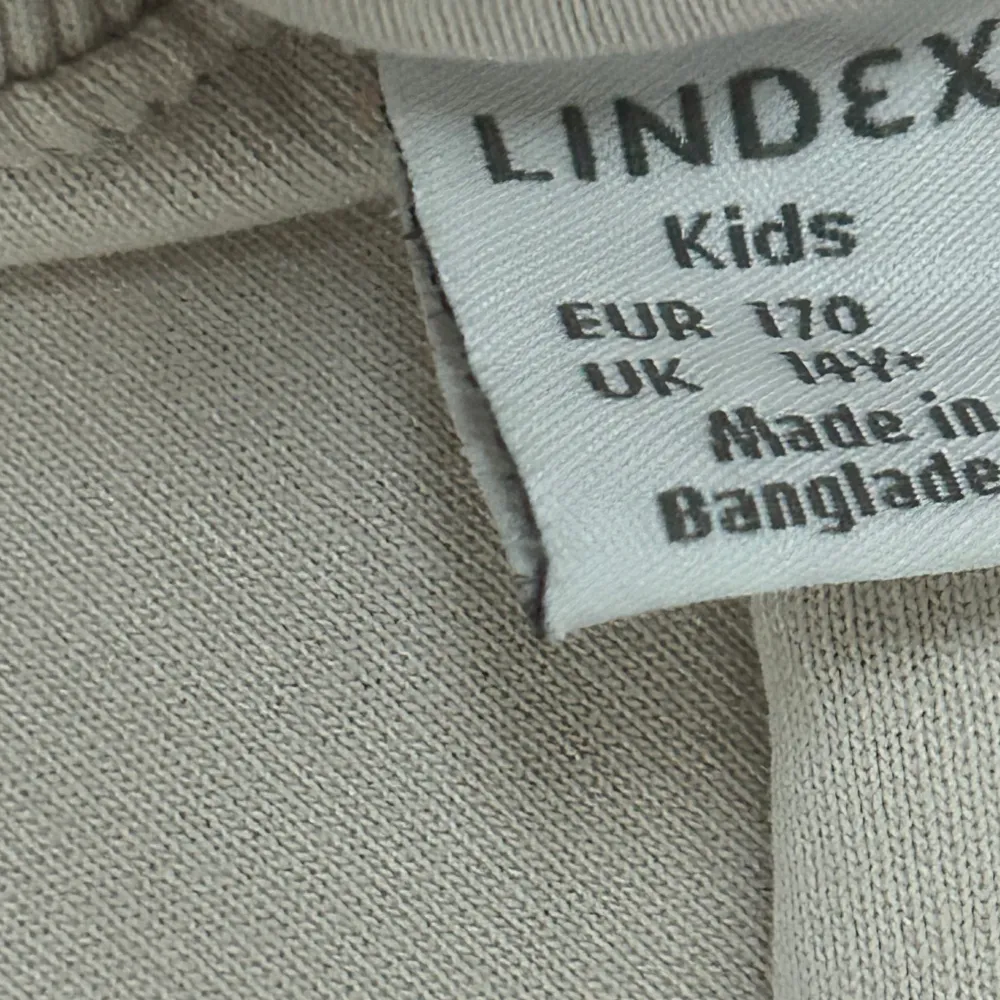 LINDEX
Kids
EUR 170
UK 14Y+
Made in
Banglade